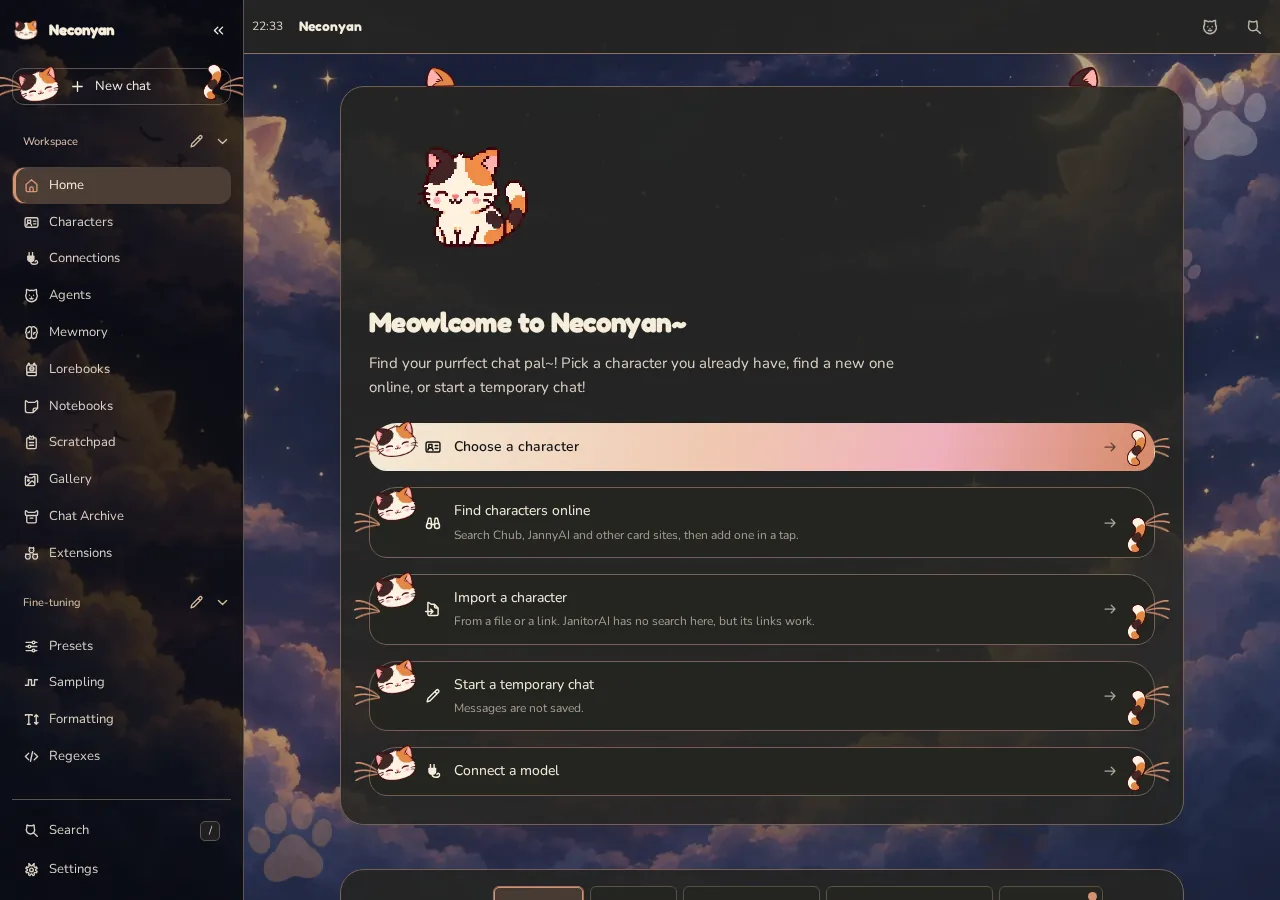 Neconyan
New chat
Workspace
Home
Characters
Connections
Agents
Mewmory
Lorebooks
Notebooks
Scratchpad
Gallery
Chat Archive
Extensions
Fine-tuning
Presets
Sampling
Formatting
Regexes
Search /
Settings
22:33 Neconyan
Meowlcome to Neconyan~
Find your purrfect chat pal~! Pick a character you already have, find a new one
online, or start a temporary chat!
Choose a character
Find characters online
Search Chub, JannyAI and other card sites, then add one in a tap.
Import a character
From a file or a link. JanitorAI has no search here, but its links work.
Start a temporary chat
Messages are not saved.
Connect a model